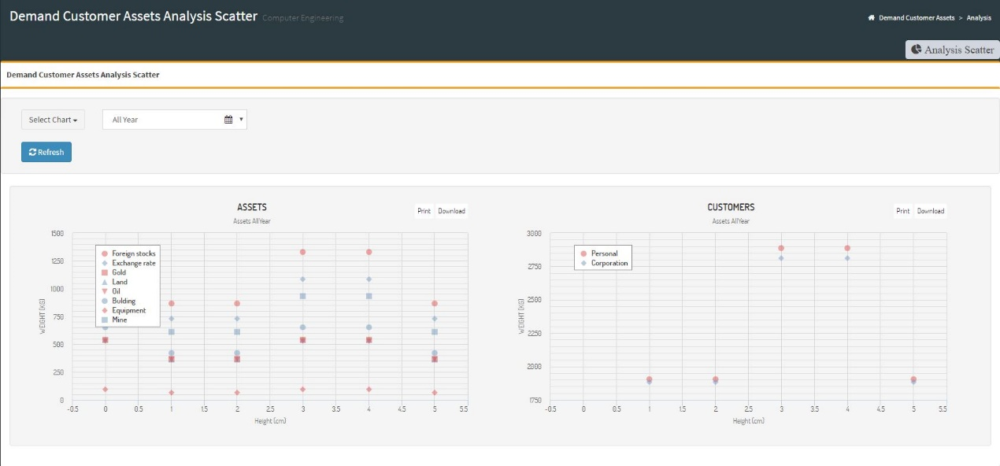 Demand Customer Assets Analysis Scatter Computer Engineering
Demand Customer Assets > Analysis
Analysis Scatter
Demand Customer Assets Analysis Scatter
Select Chart
All Year
Refresh
ASSETS
Print Download
Assets AllYear
1500
1250
1000
750
500
250
0
WEIGHT (KG)
Foreign stocks
Exchange rate
Gold
Land
Oil
Bulding
Equipment
Mine
-0.5 0 0.5 1 1.5 2 2.5 3 3.5 4 4.5 5 5.5
Height (cm)
CUSTOMERS
Print Download
Assets AllYear
3000
2750
2500
2250
2000
1750
WEIGHT (KG)
Personal
Corporation
-0.5 0 0.5 1 1.5 2 2.5 3 3.5 4 4.5 5 5.5
Height (cm)